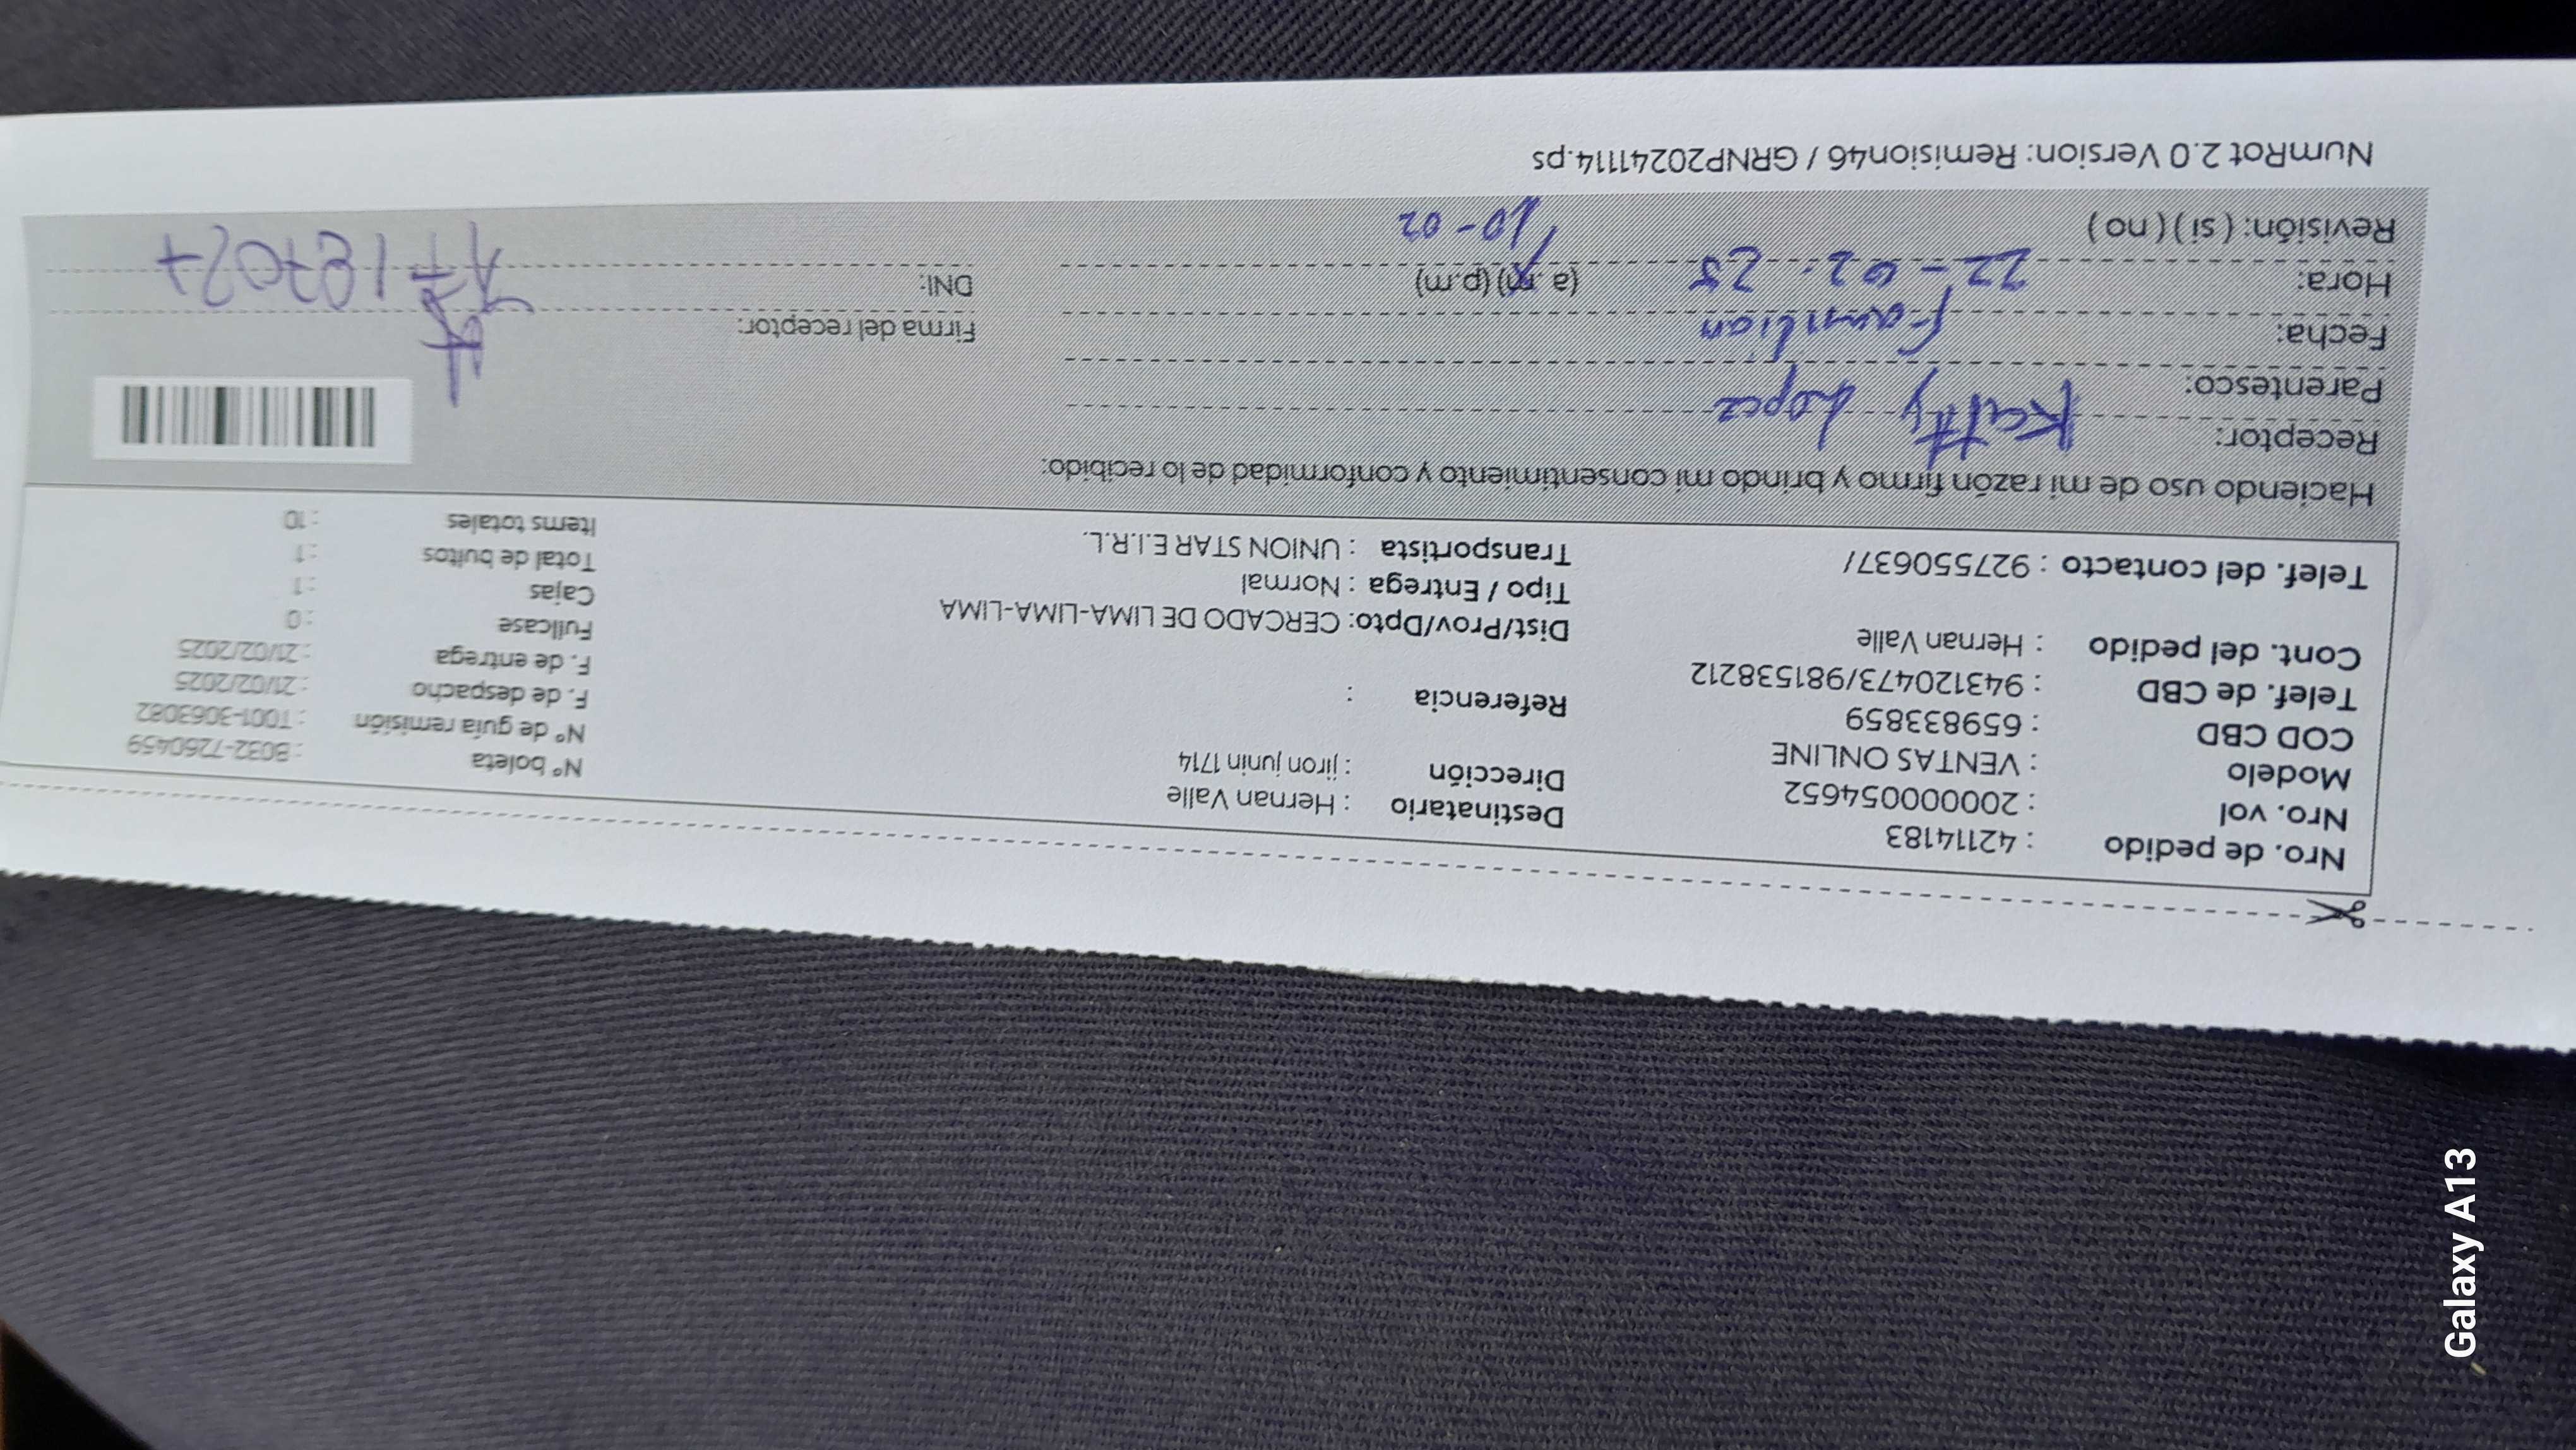 Nro. de pedido : 42114183
Nro. vol : 20000054652
Modelo : VENTAS ONLINE
COD CBD : 659833859
Telef. de CBD : 943120473/981538212
Cont. del pedido : Hernan Valle
Telef. del contacto : 927550637/
Destinatario : Hernan Valle
Dirección : jiron junin 1714
Referencia :
Dist/Prov/Dpto: CERCADO DE LIMA-LIMA-LIMA
Tipo / Entrega : Normal
Transportista : UNION STAR E.I.R.L.
N° boleta : B032-7260459
N° de guía remisión : T001-3063082
F. de despacho : 21/02/2025
F. de entrega : 21/02/2025
Fullcase : 0
Cajas : 1
Total de bultos : 1
Items totales : 10
Haciendo uso de mi razón firmo y brindo mi consentimiento y conformidad de lo recibido:
Receptor: Katty Lopez
Parentesco: Familiar
Fecha: 22-02-25
Hora: (a.m) (p.m) 10-02
Revisión: ( si ) ( no )
Firma del receptor:
DNI:
NumRot 2.0 Version: Remision46 / GRNP20241114.ps
Galaxy A13